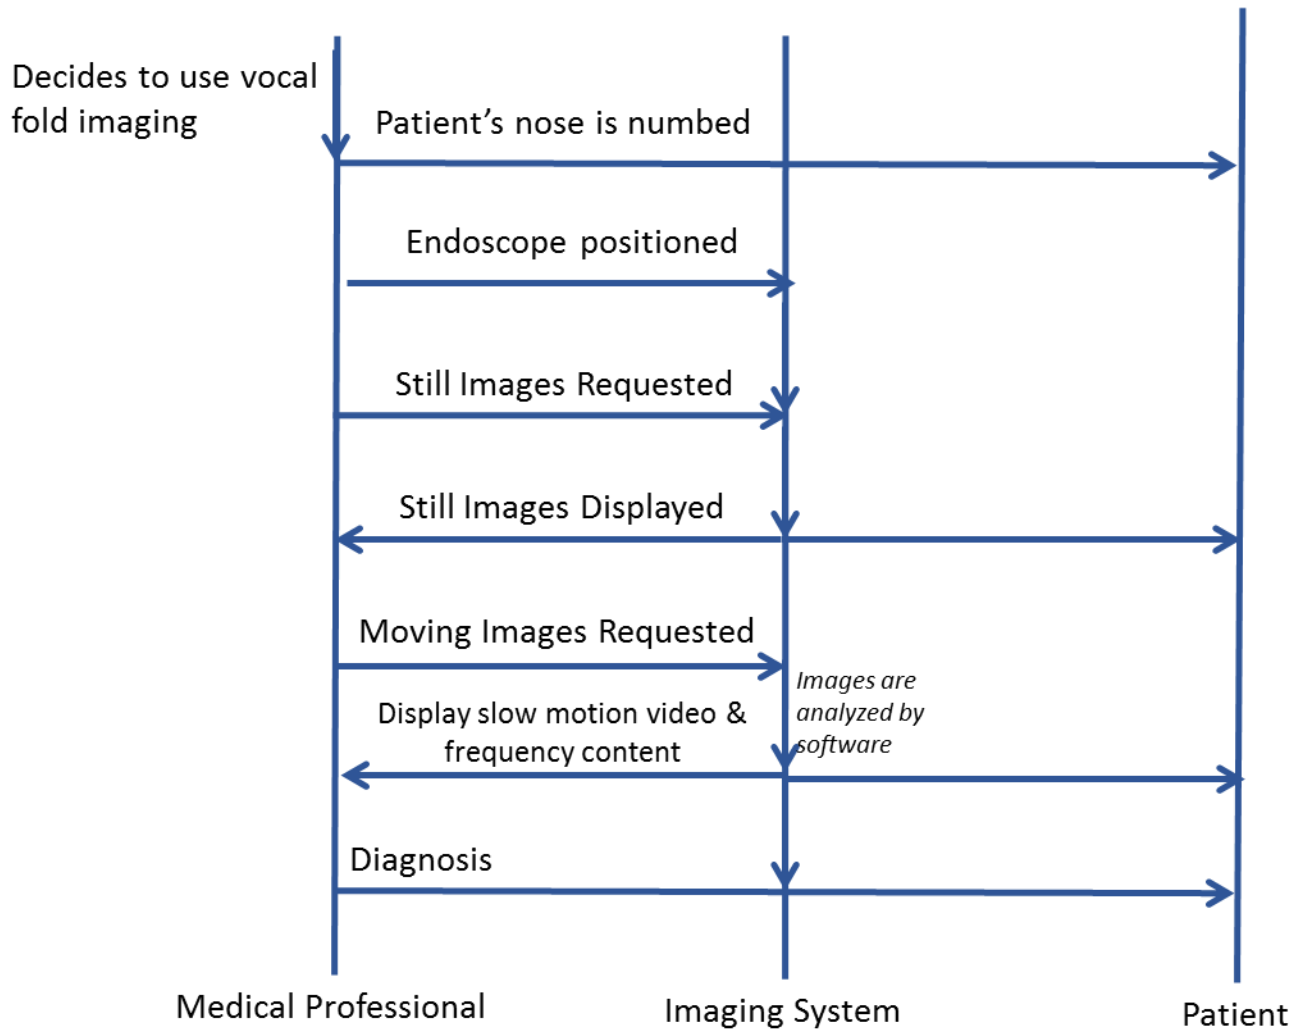 Decides to use vocal
fold imaging
Patient’s nose is numbed
Endoscope positioned
Still Images Requested
Still Images Displayed
Moving Images Requested
Images are
analyzed by
software
Display slow motion video &
frequency content
Diagnosis
Medical Professional
Imaging System
Patient